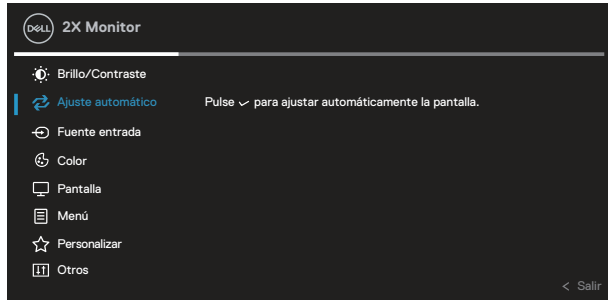 DELL 2X Monitor
Brillo/Contraste
Ajuste automático Pulse ✓ para ajustar automáticamente la pantalla.
Fuente entrada
Color
Pantalla
Menú
Personalizar
Otros
< Salir